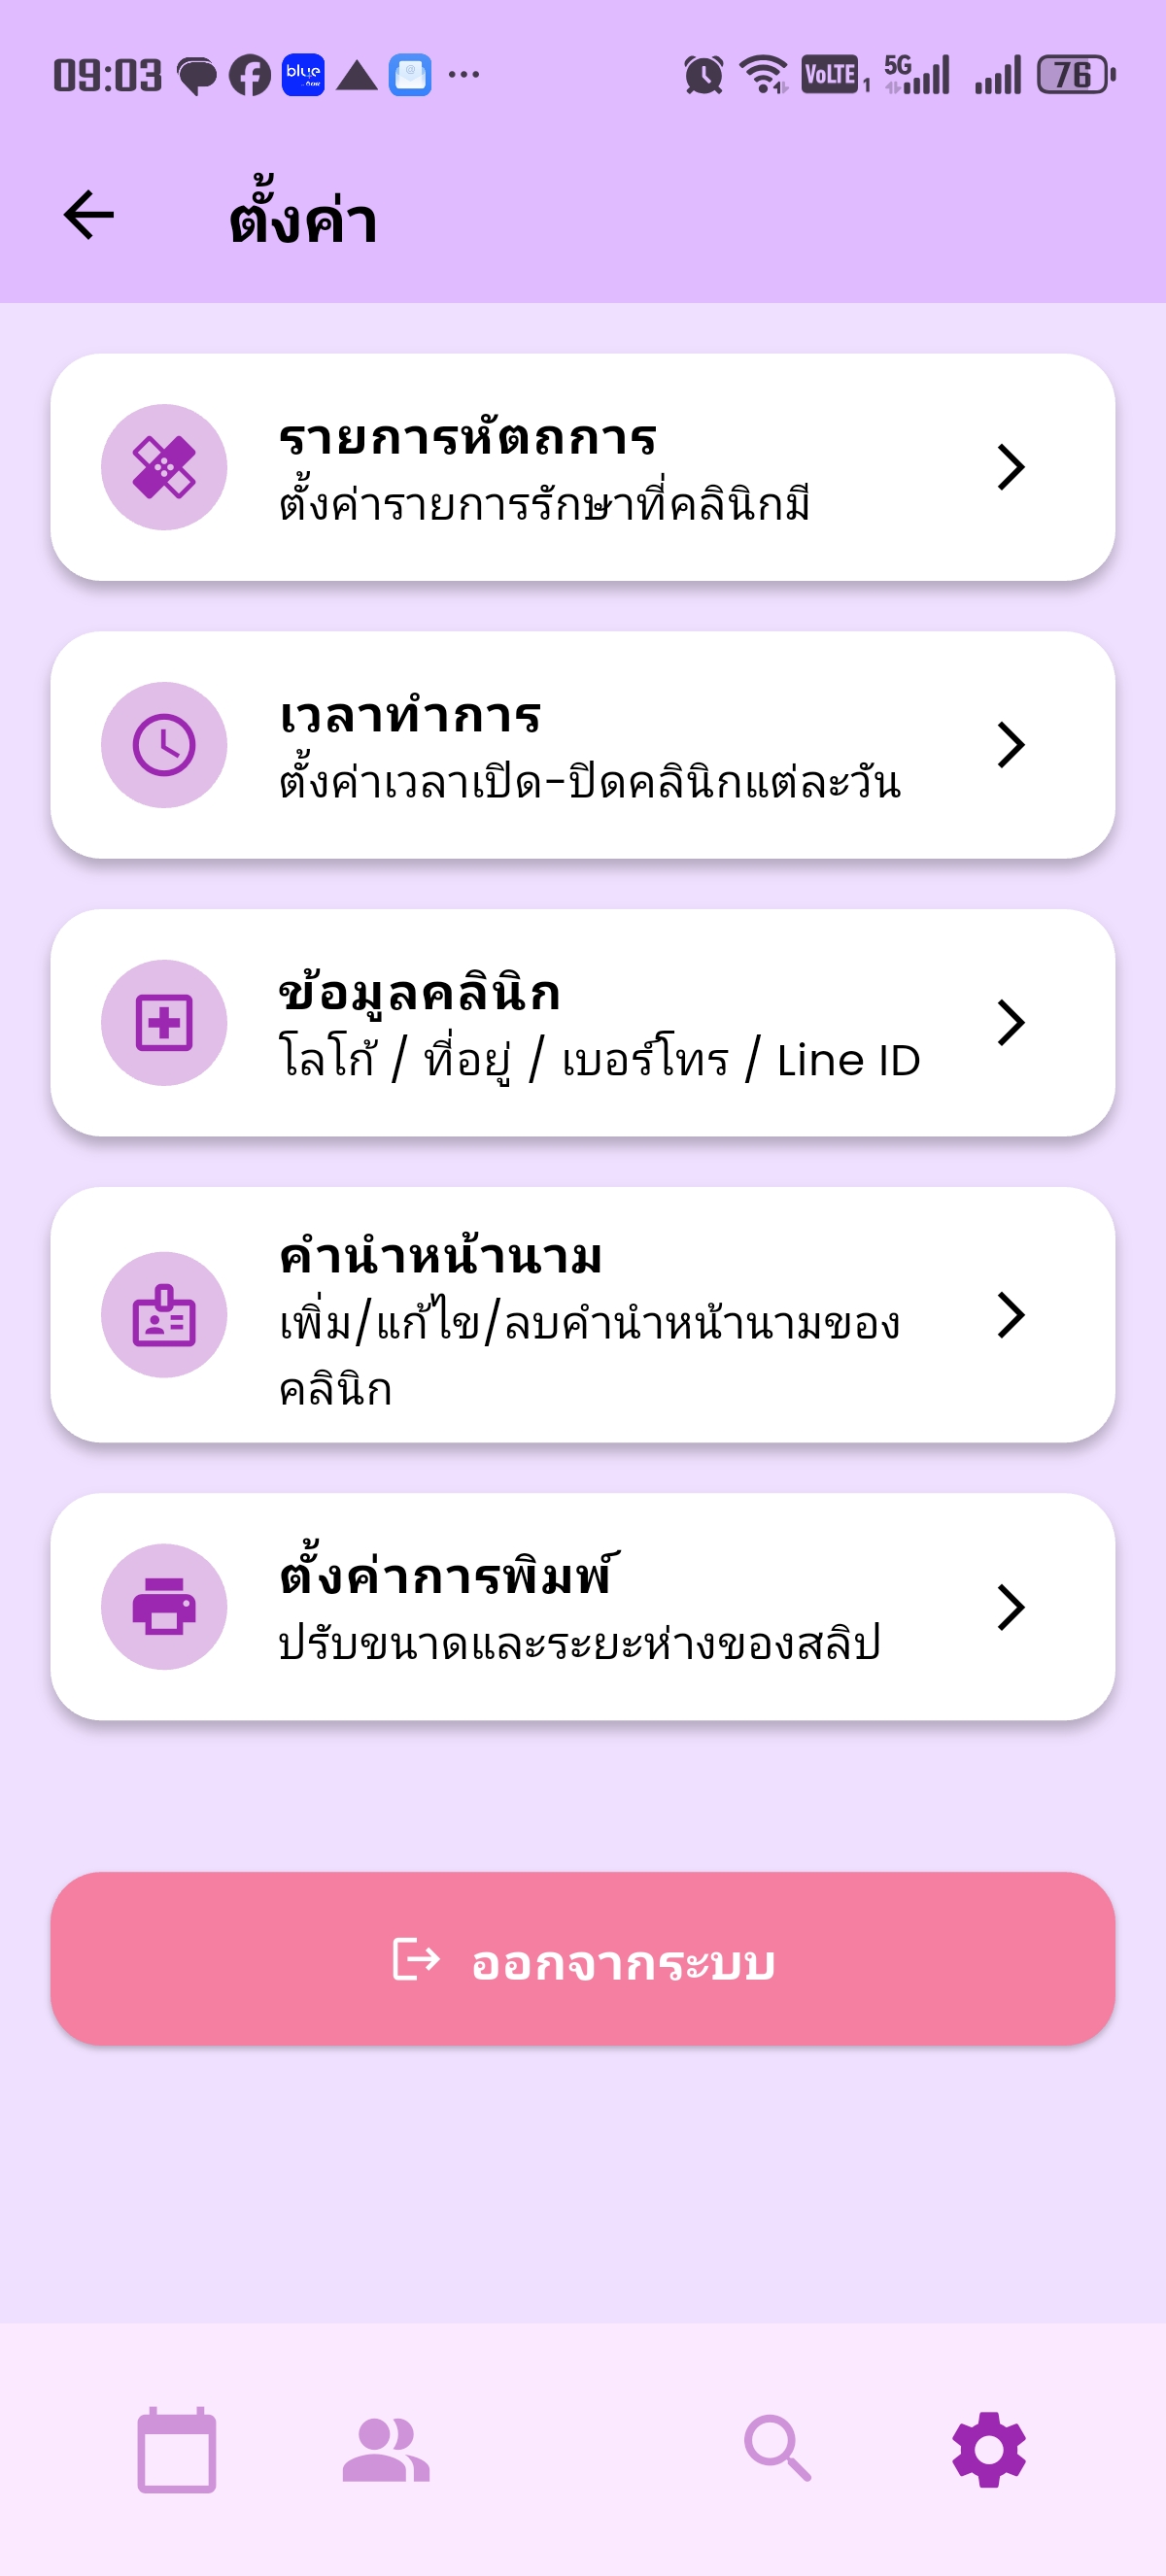 09:03 blue VoLTE 1 5G 76
ตั้งค่า
รายการหัตถการ
ตั้งค่ารายการรักษาที่คลินิกมี
เวลาทำการ
ตั้งค่าเวลาเปิด-ปิดคลินิกแต่ละวัน
ข้อมูลคลินิก
โลโก้ / ที่อยู่ / เบอร์โทร / Line ID
คำนำหน้านาม
เพิ่ม/แก้ไข/ลบคำนำหน้านามของ
คลินิก
ตั้งค่าการพิมพ์
ปรับขนาดและระยะห่างของสลิป
ออกจากระบบ